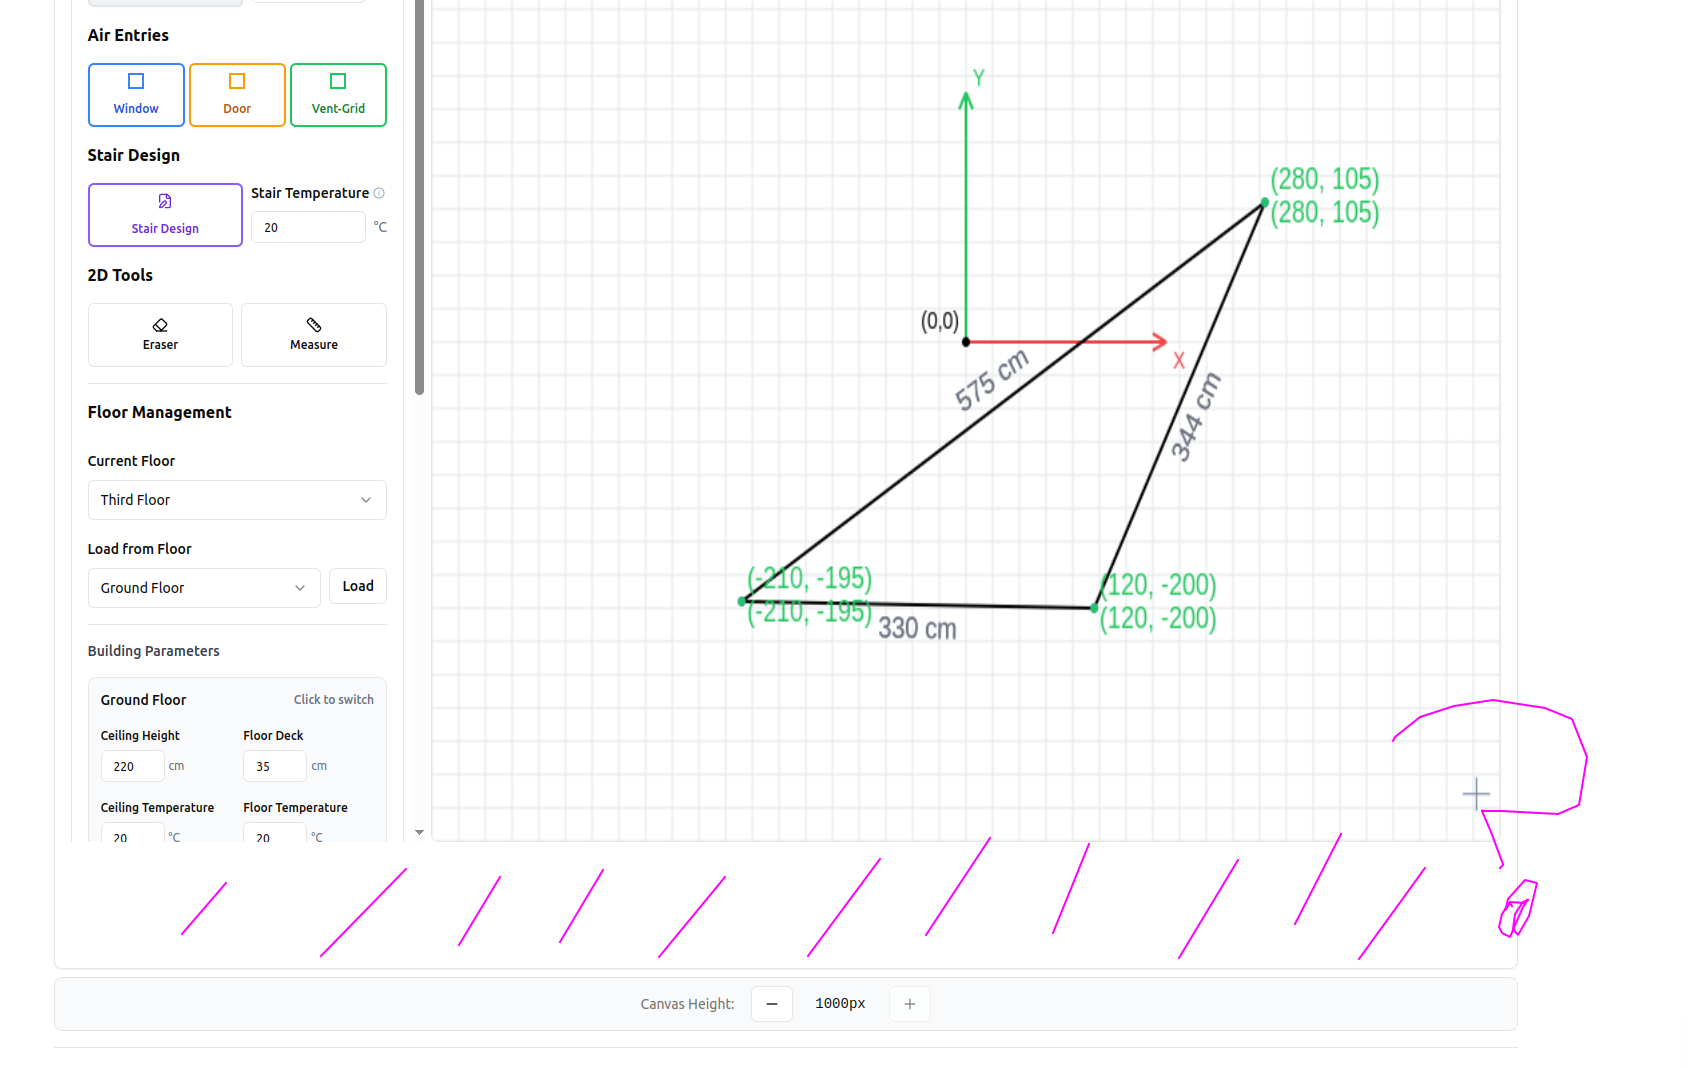 Air Entries
Window
Door
Vent-Grid
Stair Design
Stair Design
Stair Temperature
20
°C
2D Tools
Eraser
Measure
Floor Management
Current Floor
Third Floor
Load from Floor
Ground Floor
Load
Building Parameters
Ground Floor
Click to switch
Ceiling Height
Floor Deck
220
cm
35
cm
Ceiling Temperature
Floor Temperature
20
°C
20
°C
Y
(280, 105)
(280, 105)
(0,0)
X
575 cm
344 cm
(-210, -195)
(-210, -195)
(120, -200)
(120, -200)
330 cm
Canvas Height:
−
1000px
+